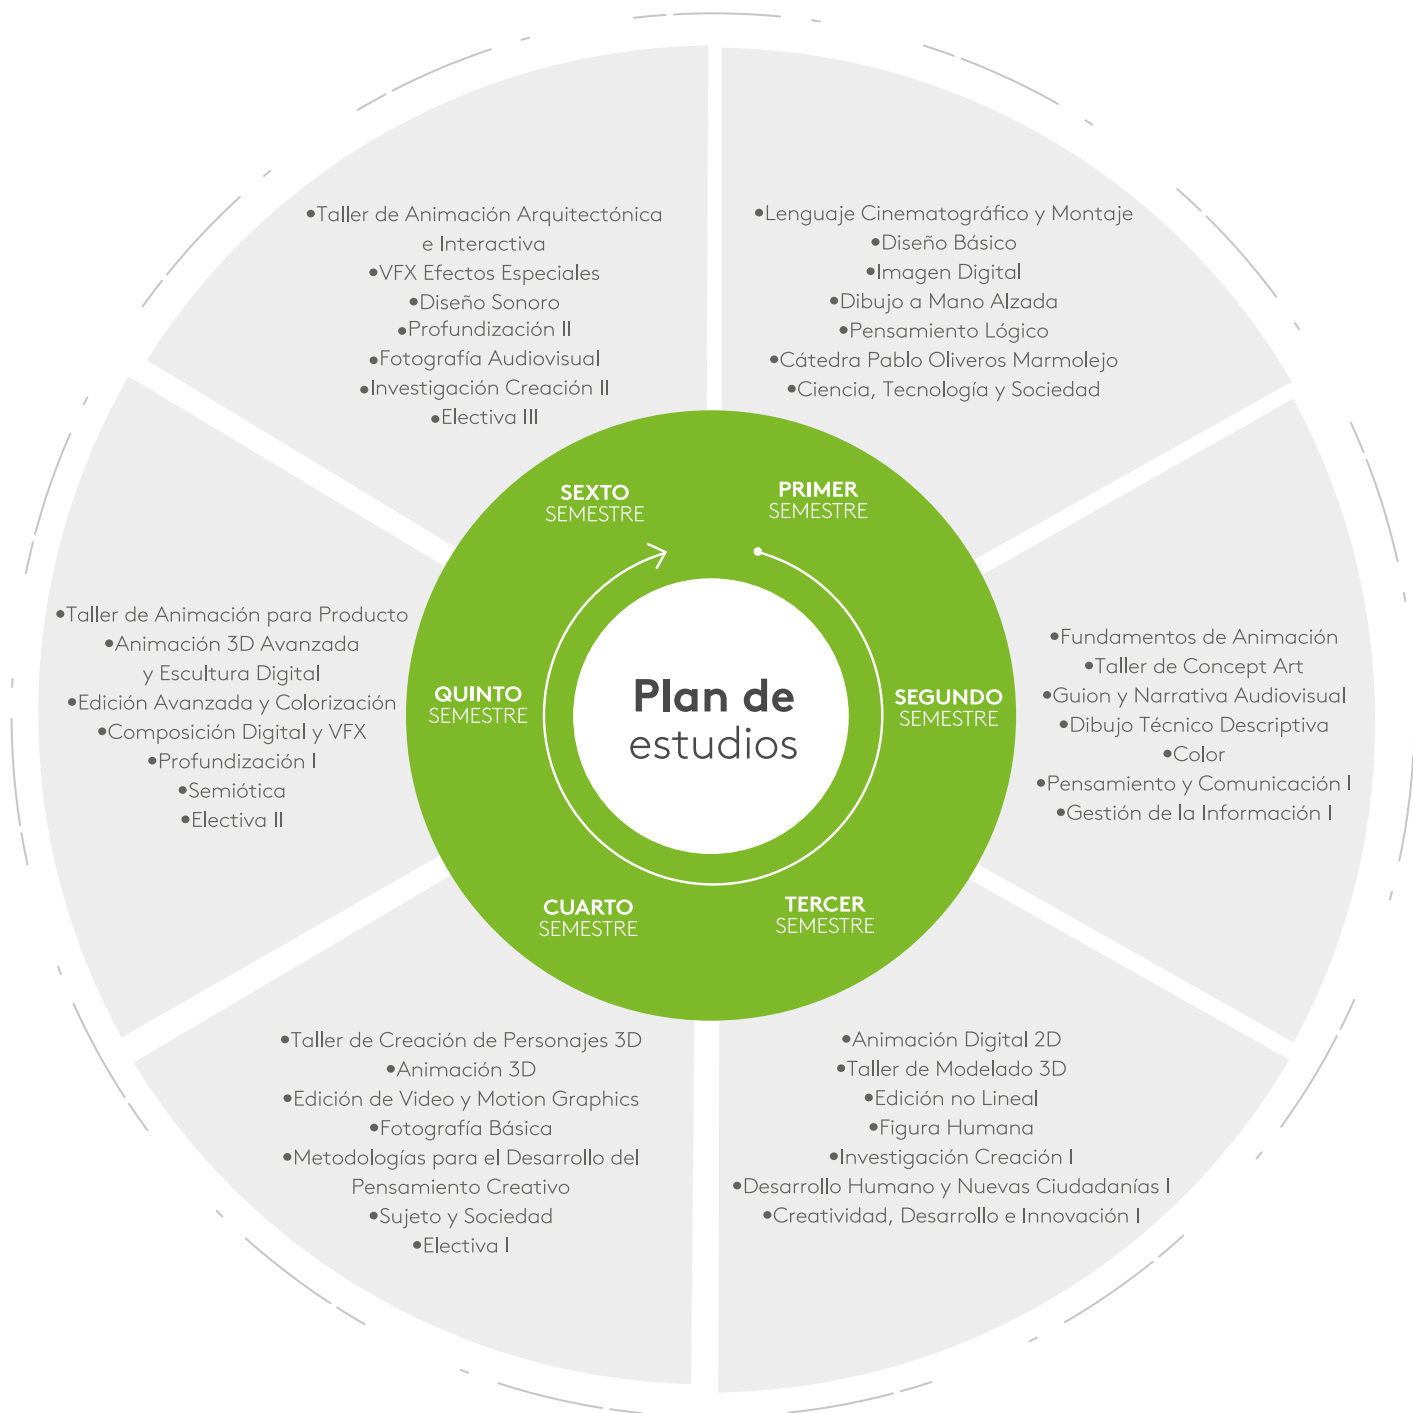 Plan de
estudios
PRIMER
SEMESTRE
•Lenguaje Cinematográfico y Montaje
•Diseño Básico
•Imagen Digital
•Dibujo a Mano Alzada
•Pensamiento Lógico
•Cátedra Pablo Oliveros Marmolejo
•Ciencia, Tecnología y Sociedad
SEGUNDO
SEMESTRE
•Fundamentos de Animación
•Taller de Concept Art
•Guion y Narrativa Audiovisual
•Dibujo Técnico Descriptiva
•Color
•Pensamiento y Comunicación I
•Gestión de la Información I
TERCER
SEMESTRE
•Animación Digital 2D
•Taller de Modelado 3D
•Edición no Lineal
•Figura Humana
•Investigación Creación I
•Desarrollo Humano y Nuevas Ciudadanías I
•Creatividad, Desarrollo e Innovación I
CUARTO
SEMESTRE
•Taller de Creación de Personajes 3D
•Animación 3D
•Edición de Video y Motion Graphics
•Fotografía Básica
•Metodologías para el Desarrollo del
Pensamiento Creativo
•Sujeto y Sociedad
•Electiva I
QUINTO
SEMESTRE
•Taller de Animación para Producto
•Animación 3D Avanzada
y Escultura Digital
•Edición Avanzada y Colorización
•Composición Digital y VFX
•Profundización I
•Semiótica
•Electiva II
SEXTO
SEMESTRE
•Taller de Animación Arquitectónica
e Interactiva
•VFX Efectos Especiales
•Diseño Sonoro
•Profundización II
•Fotografía Audiovisual
•Investigación Creación II
•Electiva III